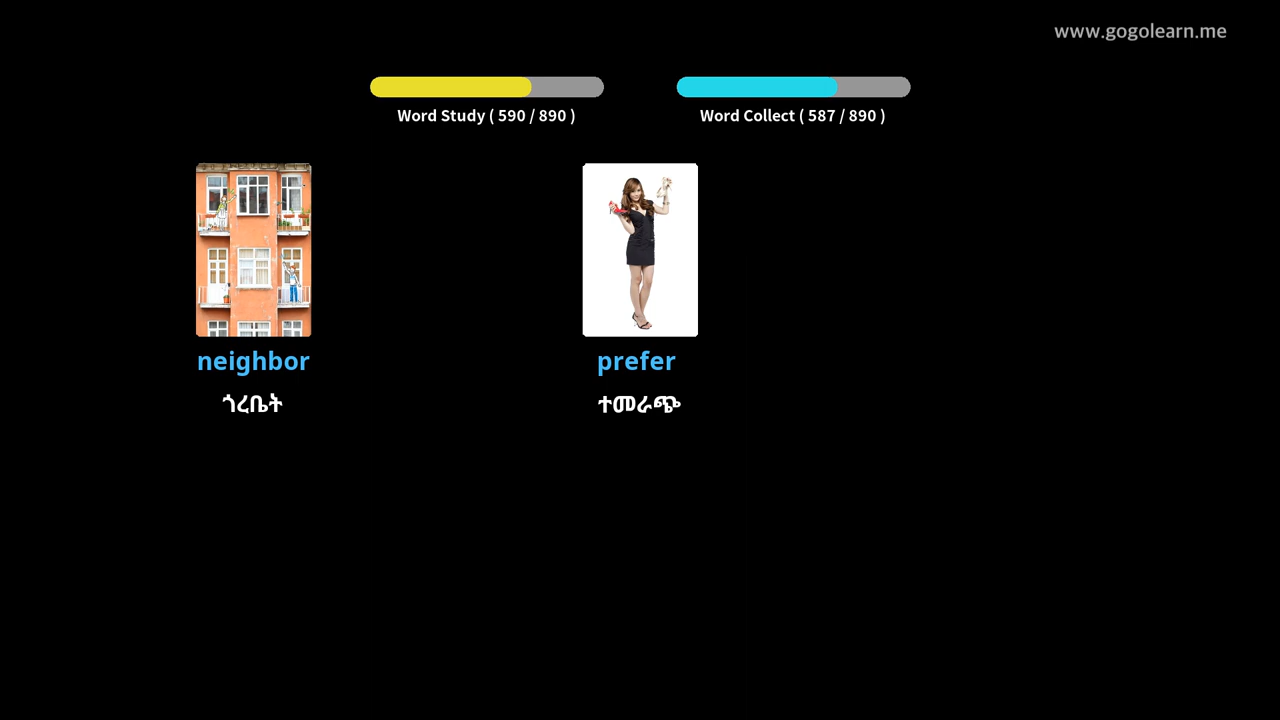 www.gogolearn.me
Word Study ( 590 / 890 )
Word Collect ( 587 / 890 )
neighbor
prefer
ጎረቤት
ተመራጭ